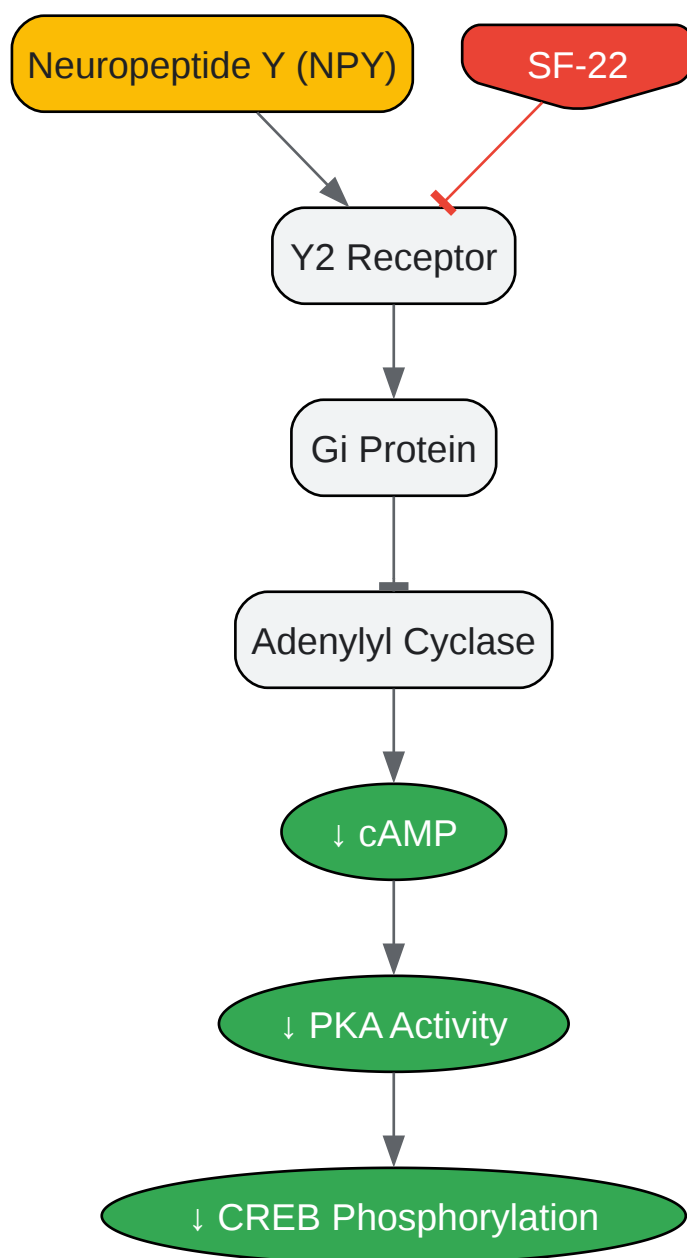 Neuropeptide Y (NPY)
SF-22
Y2 Receptor
Gi Protein
Adenylyl Cyclase
↓ cAMP
↓ PKA Activity
↓ CREB Phosphorylation